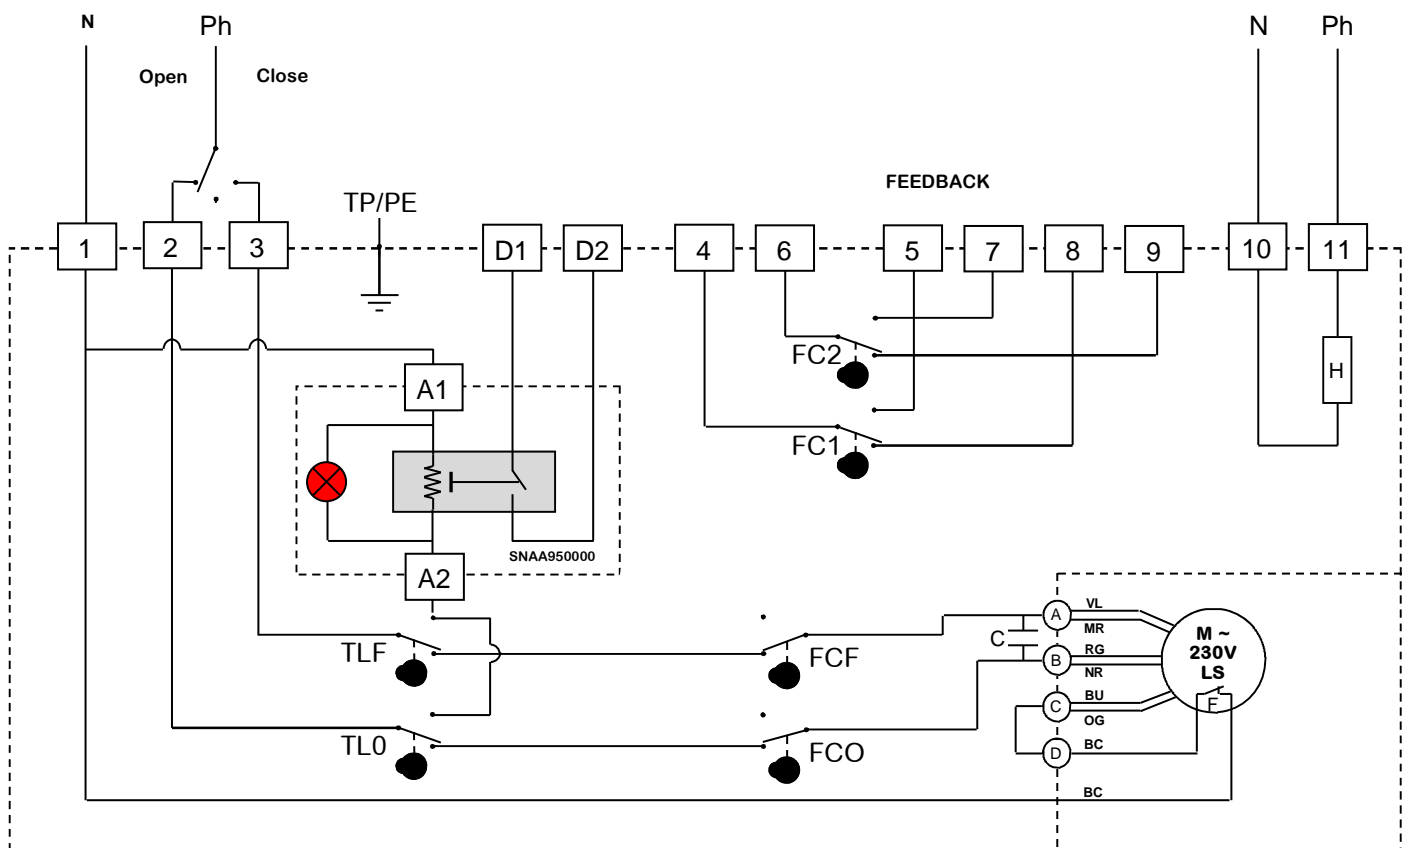 N Ph N Ph
Open Close
FEEDBACK
TP/PE
1 2 3 D1 D2 4 6 5 7 8 9 10 11
FC2
H
A1
FC1
SNAA950000
A2
A VL
MR
C
M ~
230V
LS
TLF FCF
B RG
NR
C BU
OG
F
TL0 FCO
D BC
BC